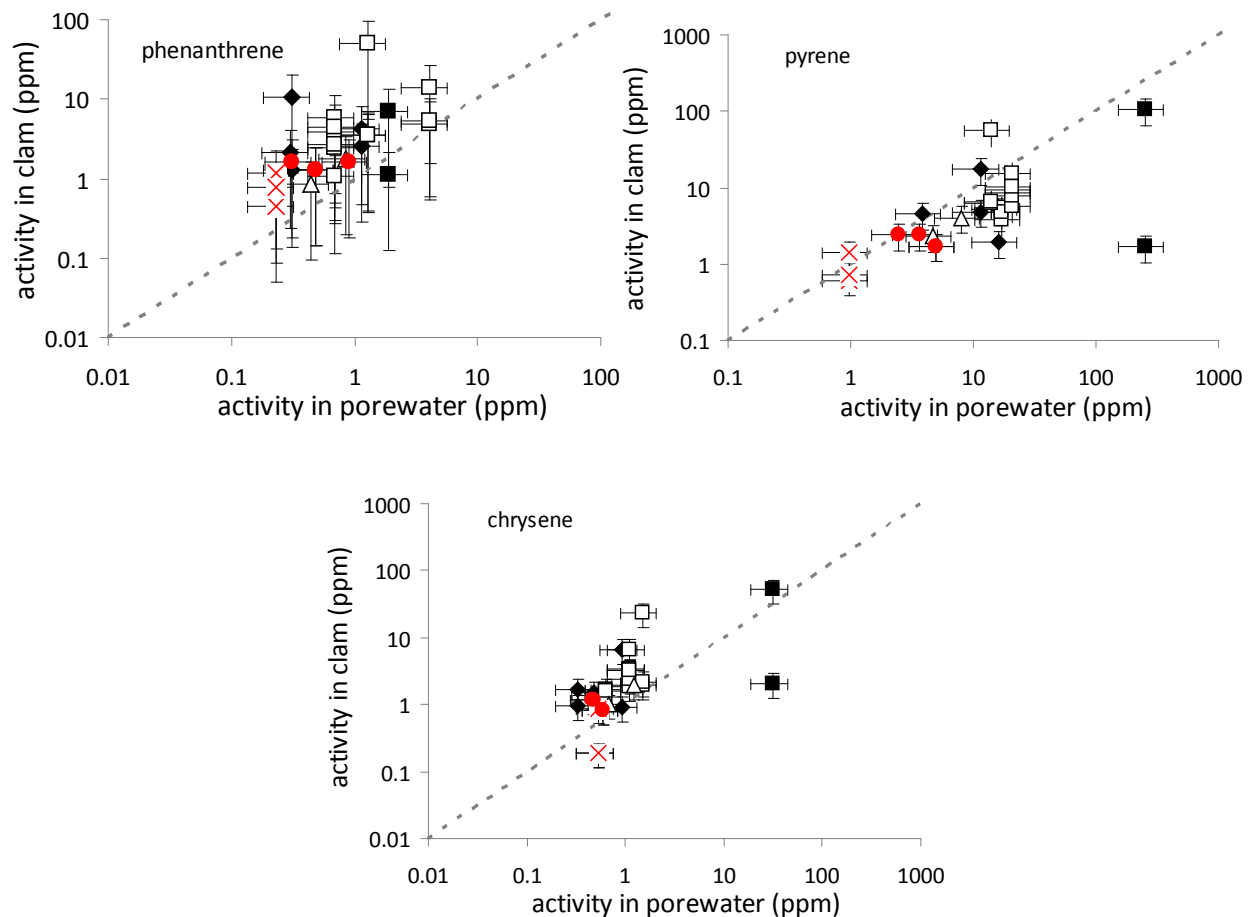 phenanthrene
activity in clam (ppm)
100
10
1
0.1
0.01
0.01 0.1 1 10 100
activity in porewater (ppm)
pyrene
activity in clam (ppm)
1000
100
10
1
0.1
0.1 1 10 100 1000
activity in porewater (ppm)
chrysene
activity in clam (ppm)
1000
100
10
1
0.1
0.01
0.01 0.1 1 10 100 1000
activity in porewater (ppm)